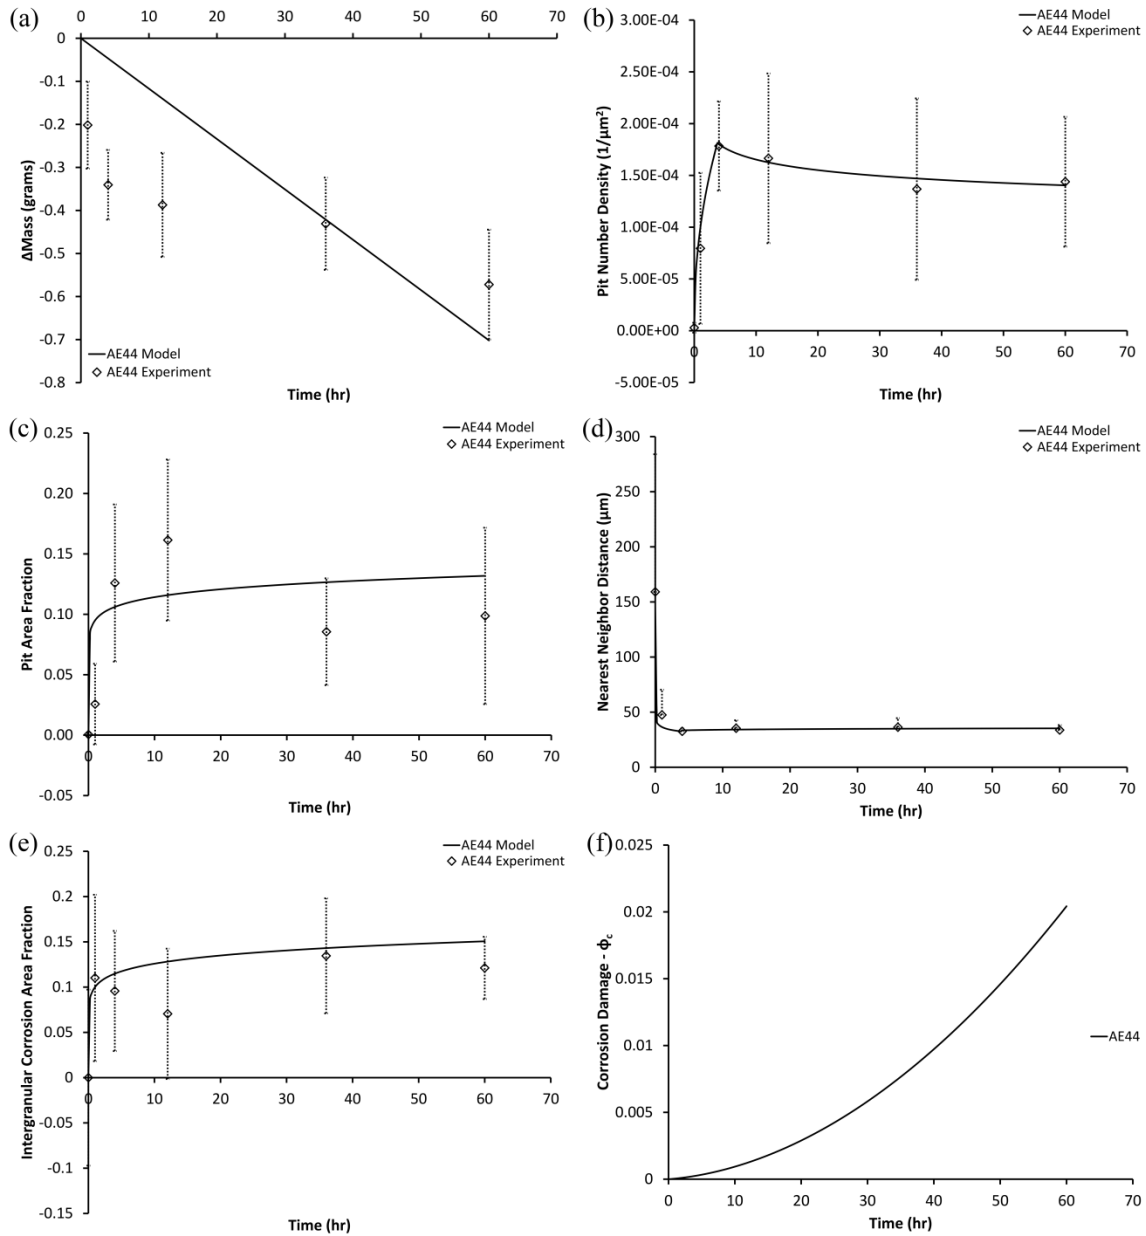 (a)
0 10 20 30 40 50 60 70
0
-0.1
-0.2
-0.3
-0.4
-0.5
-0.6
-0.7
-0.8
ΔMass (grams)
AE44 Model
AE44 Experiment
Time (hr)
(b)
3.00E-04
2.50E-04
2.00E-04
1.50E-04
1.00E-04
5.00E-05
0.00E+00
-5.00E-05
Pit Number Density (1/μm²)
AE44 Model
AE44 Experiment
0 10 20 30 40 50 60 70
Time (hr)
(c)
0.25
0.20
0.15
0.10
0.05
0.00
-0.05
Pit Area Fraction
AE44 Model
AE44 Experiment
0 10 20 30 40 50 60 70
Time (hr)
(d)
300
250
200
150
100
50
0
Nearest Neighbor Distance (μm)
AE44 Model
AE44 Experiment
0 10 20 30 40 50 60 70
Time (hr)
(e)
0.25
0.2
0.15
0.1
0.05
0
-0.05
-0.1
-0.15
Intergranular Corrosion Area Fraction
AE44 Model
AE44 Experiment
0 10 20 30 40 50 60 70
Time (hr)
(f)
0.025
0.02
0.015
0.01
0.005
0
Corrosion Damage - Φc
AE44
0 10 20 30 40 50 60 70
Time (hr)